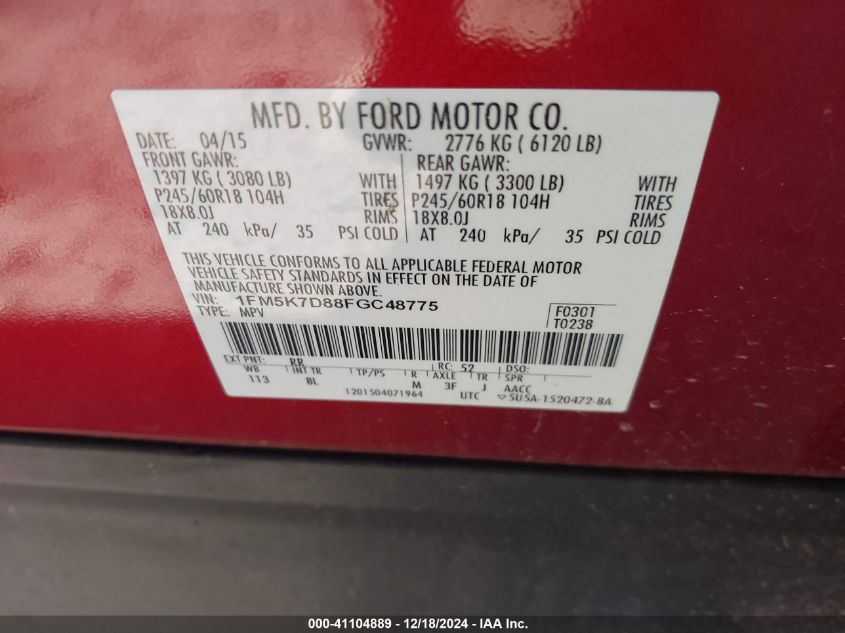 MFD. BY FORD MOTOR CO.
DATE: 04/15 GVWR: 2776 KG ( 6120 LB)
FRONT GAWR: REAR GAWR:
1397 KG ( 3080 LB) WITH 1497 KG ( 3300 LB) WITH
P245/60R18 104H TIRES P245/60R18 104H TIRES
18X8.0J RIMS 18X8.0J RIMS
AT 240 kPa/ 35 PSI COLD AT 240 kPa/ 35 PSI COLD
THIS VEHICLE CONFORMS TO ALL APPLICABLE FEDERAL MOTOR
VEHICLE SAFETY STANDARDS IN EFFECT ON THE DATE OF
MANUFACTURE SHOWN ABOVE.
VIN: 1FM5K7D88FGC48775 F0301
TYPE: MPV T0238
EXT PNT: RR RC: 52 DSO:
WB INT TR TP/PS R AXLE TR SPR
113 8L M 3F J AACC
1201504071964 UTC ▽5U5A-1520472-BA
000-41104889 - 12/18/2024 - IAA Inc.